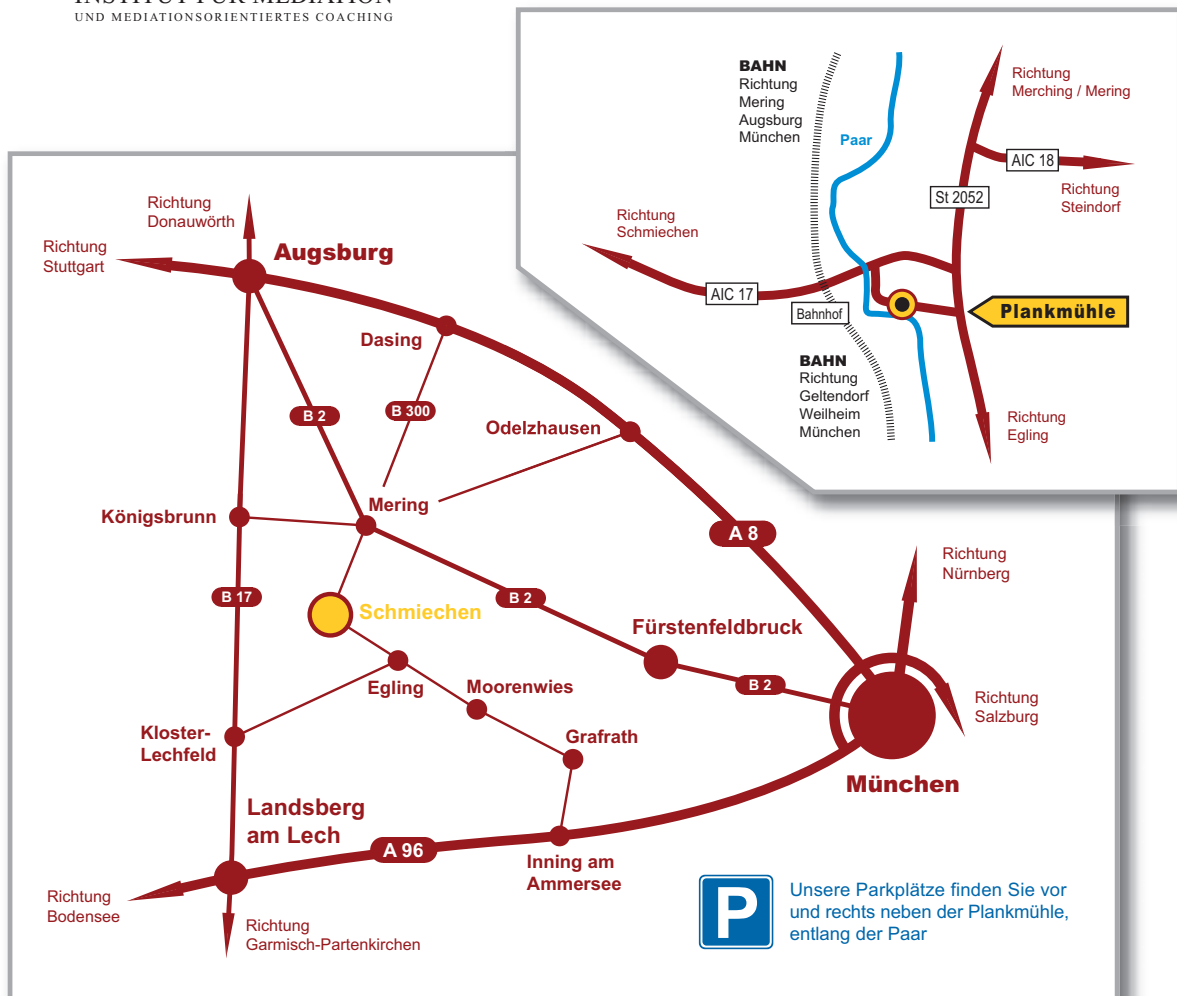 INSTITUT FÜR MEDIATION
UND MEDIATIONSORIENTIERTES COACHING
BAHN
Richtung
Mering
Augsburg
München
Paar
Richtung
Merching / Mering
AIC 18
Richtung
Steindorf
St 2052
Richtung
Schmiechen
AIC 17
Bahnhof
Plankmühle
BAHN
Richtung
Geltendorf
Weilheim
München
Richtung
Egling
Richtung
Donauwörth
Richtung
Stuttgart
Augsburg
Dasing
B 2
B 300
Odelzhausen
Mering
Königsbrunn
A 8
Richtung
Nürnberg
B 17
Schmiechen
B 2
Fürstenfeldbruck
Egling
Moorenwies
B 2
Richtung
Salzburg
Kloster-
Lechfeld
Grafrath
München
Landsberg
am Lech
A 96
Inning am
Ammersee
Richtung
Bodensee
Richtung
Garmisch-Partenkirchen
P
Unsere Parkplätze finden Sie vor
und rechts neben der Plankmühle,
entlang der Paar